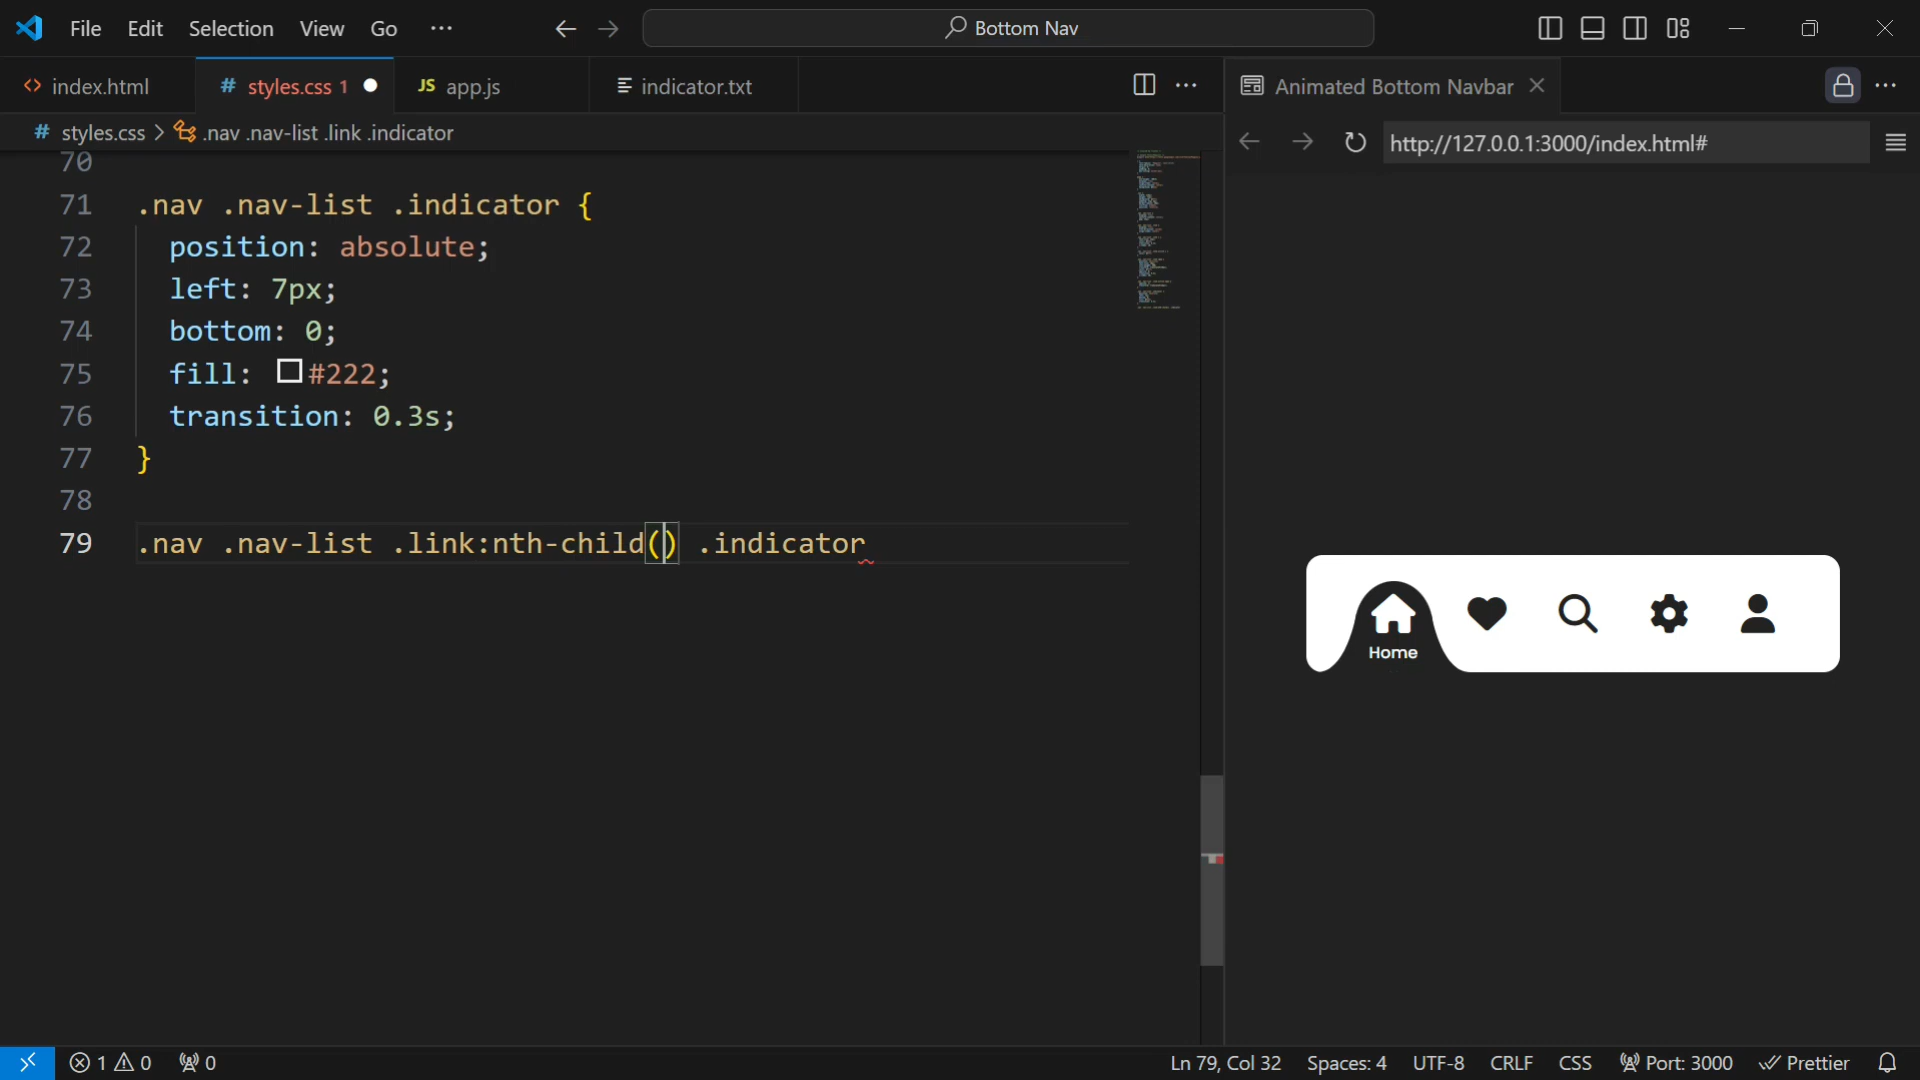 File Edit Selection View Go ··· Bottom Nav
index.html # styles.css 1 JS app.js indicator.txt ··· Animated Bottom Navbar ···
# styles.css > .nav .nav-list .link .indicator
http://127.0.0.1:3000/index.html#
70
71 .nav .nav-list .indicator {
72 position: absolute;
73 left: 7px;
74 bottom: 0;
75 fill: #222;
76 transition: 0.3s;
77 }
78
79 .nav .nav-list .link:nth-child() .indicator
Home
1 0 0 Ln 79, Col 32 Spaces: 4 UTF-8 CRLF CSS Port: 3000 Prettier